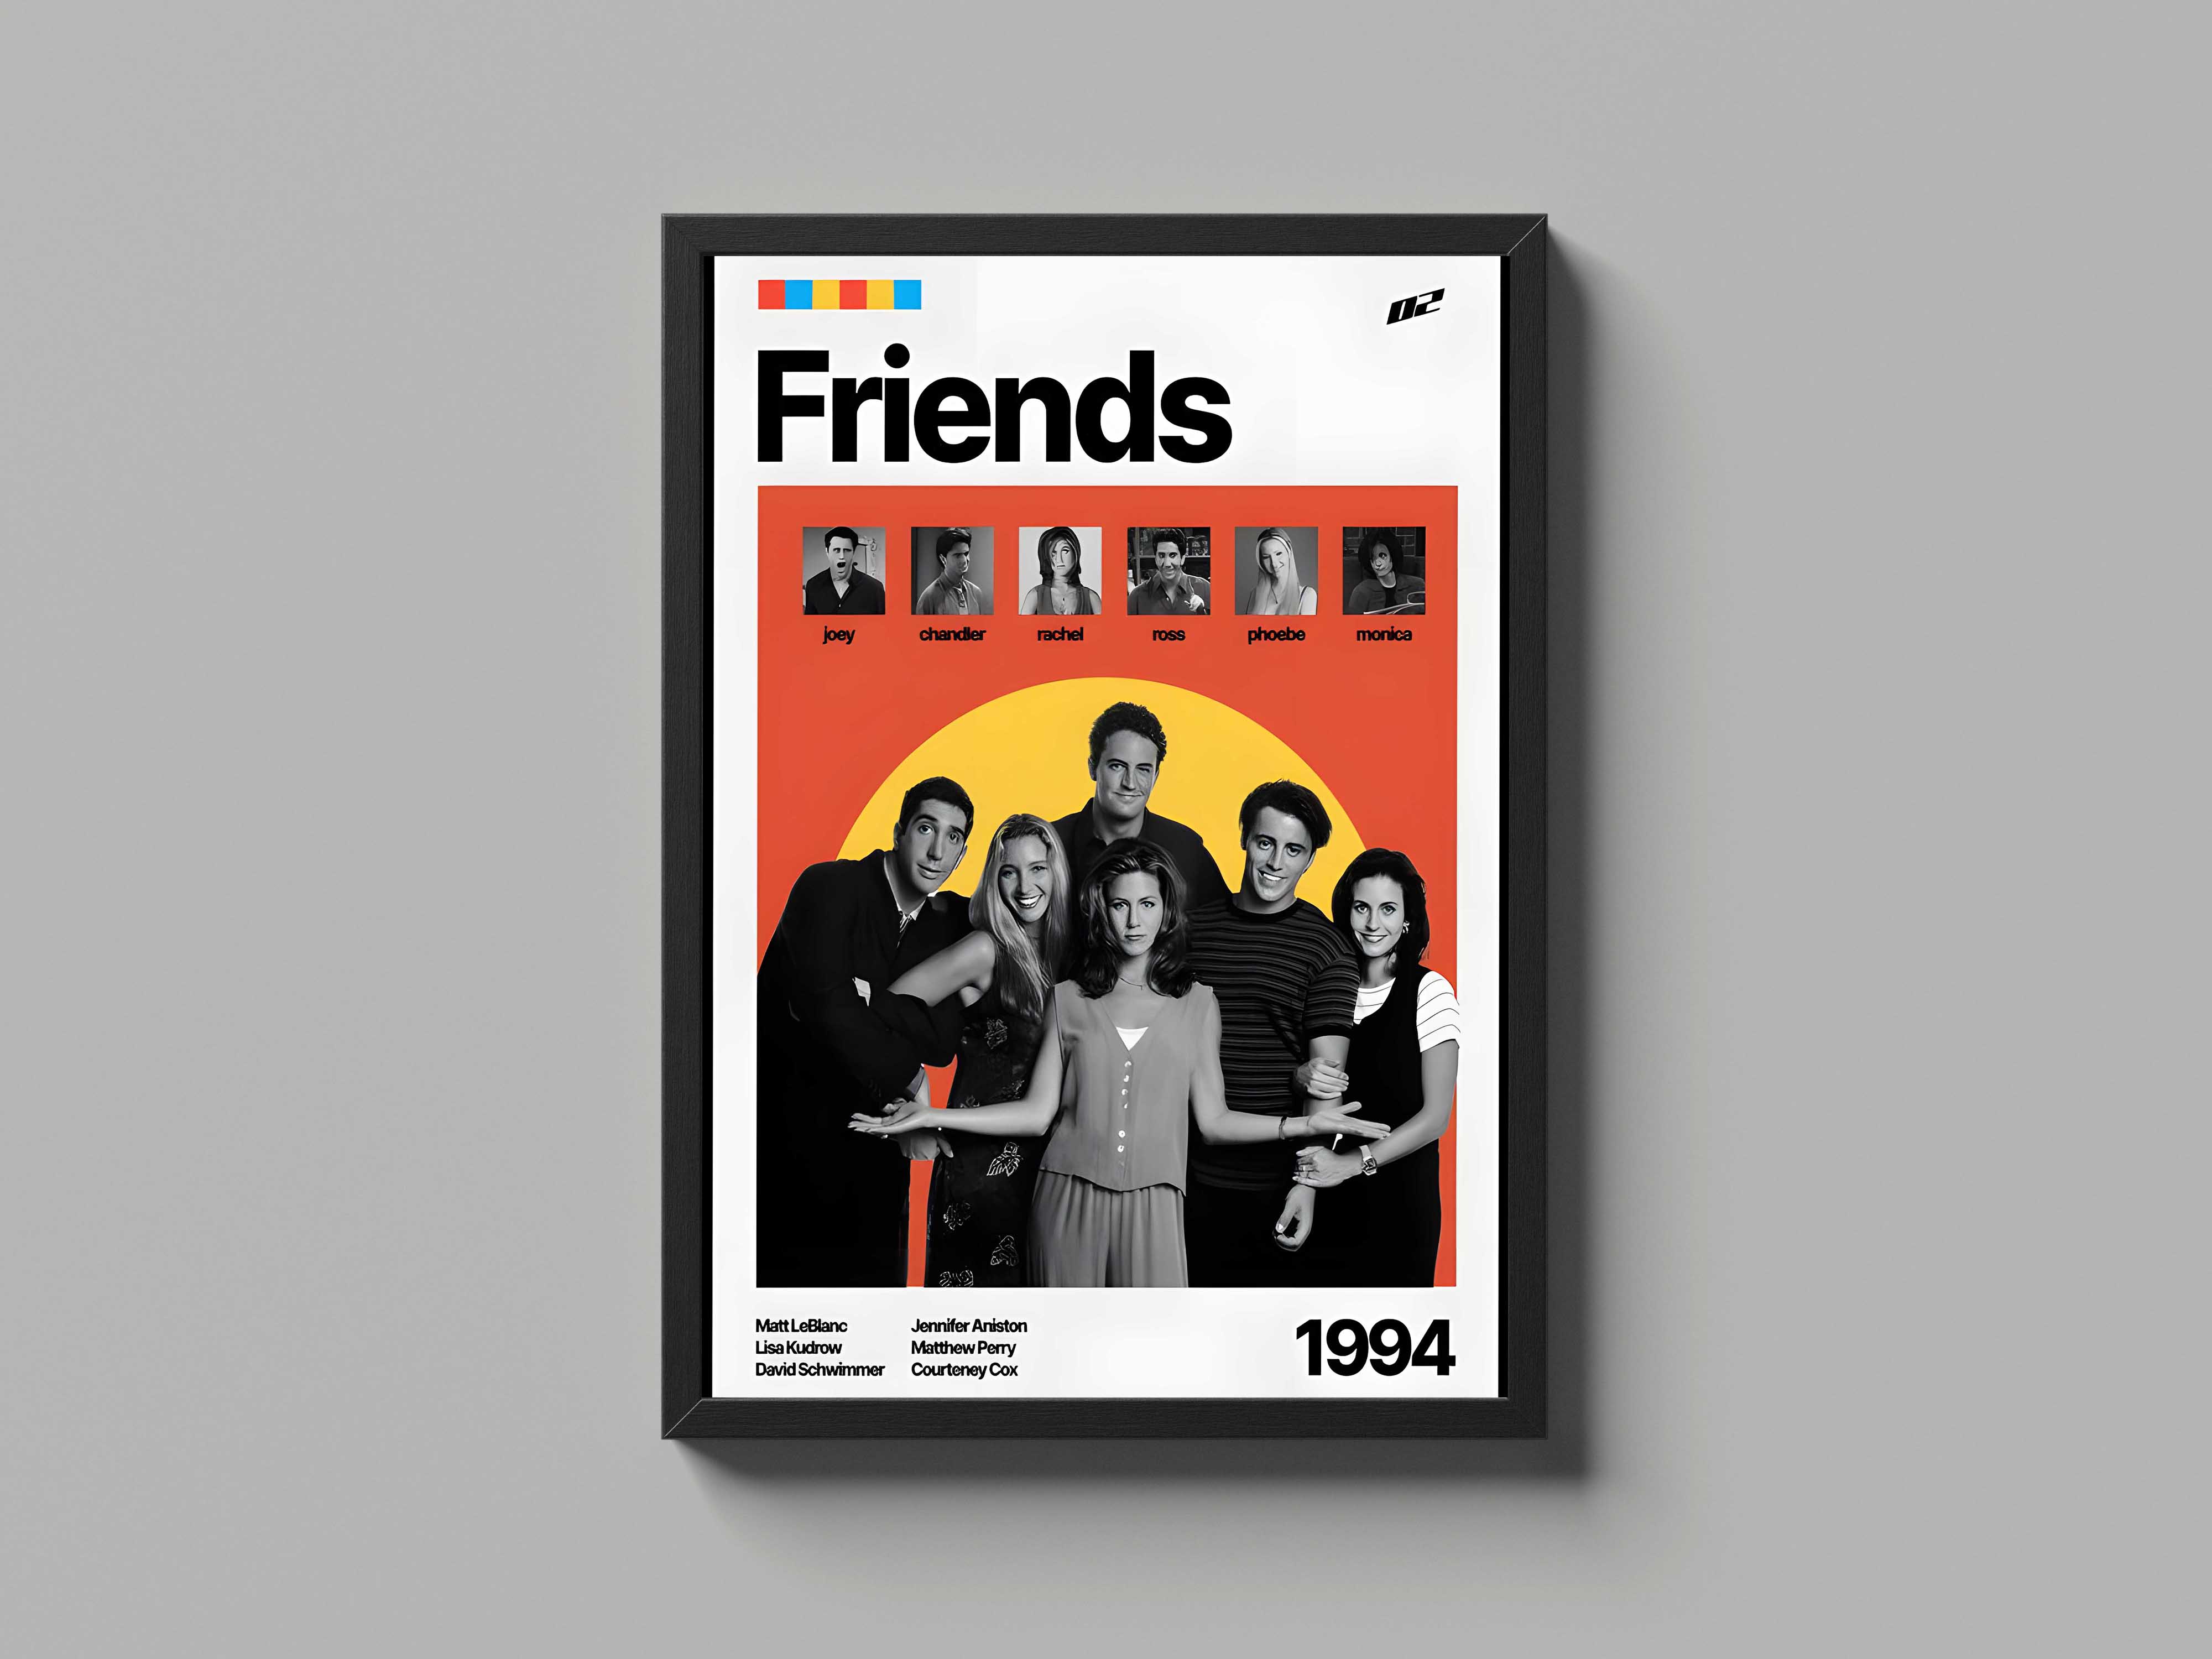 02
Friends
joey chandler rachel ross phoebe monica
Matt LeBlanc Jennifer Aniston
Lisa Kudrow Matthew Perry
David Schwimmer Courteney Cox
1994